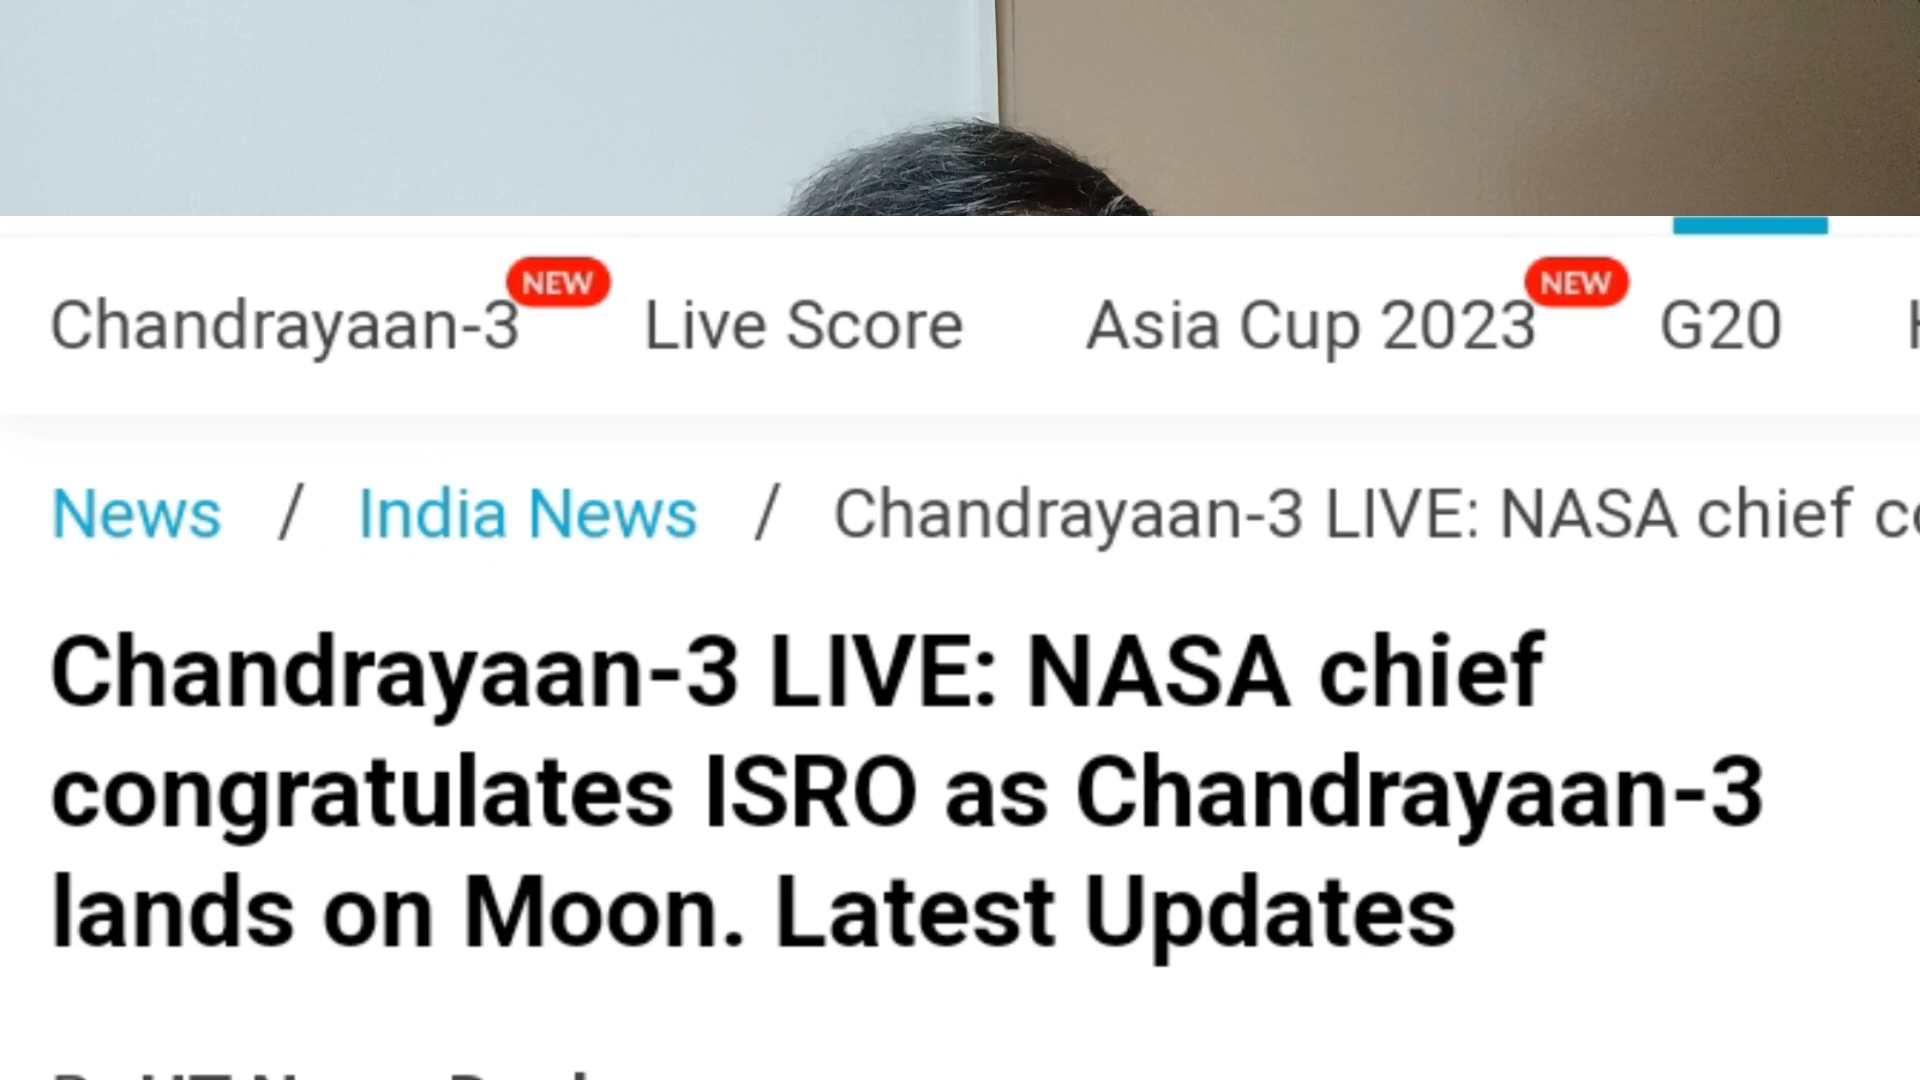 Chandrayaan-3 NEW Live Score Asia Cup 2023 NEW G20
News / India News / Chandrayaan-3 LIVE: NASA chief
Chandrayaan-3 LIVE: NASA chief
congratulates ISRO as Chandrayaan-3
lands on Moon. Latest Updates